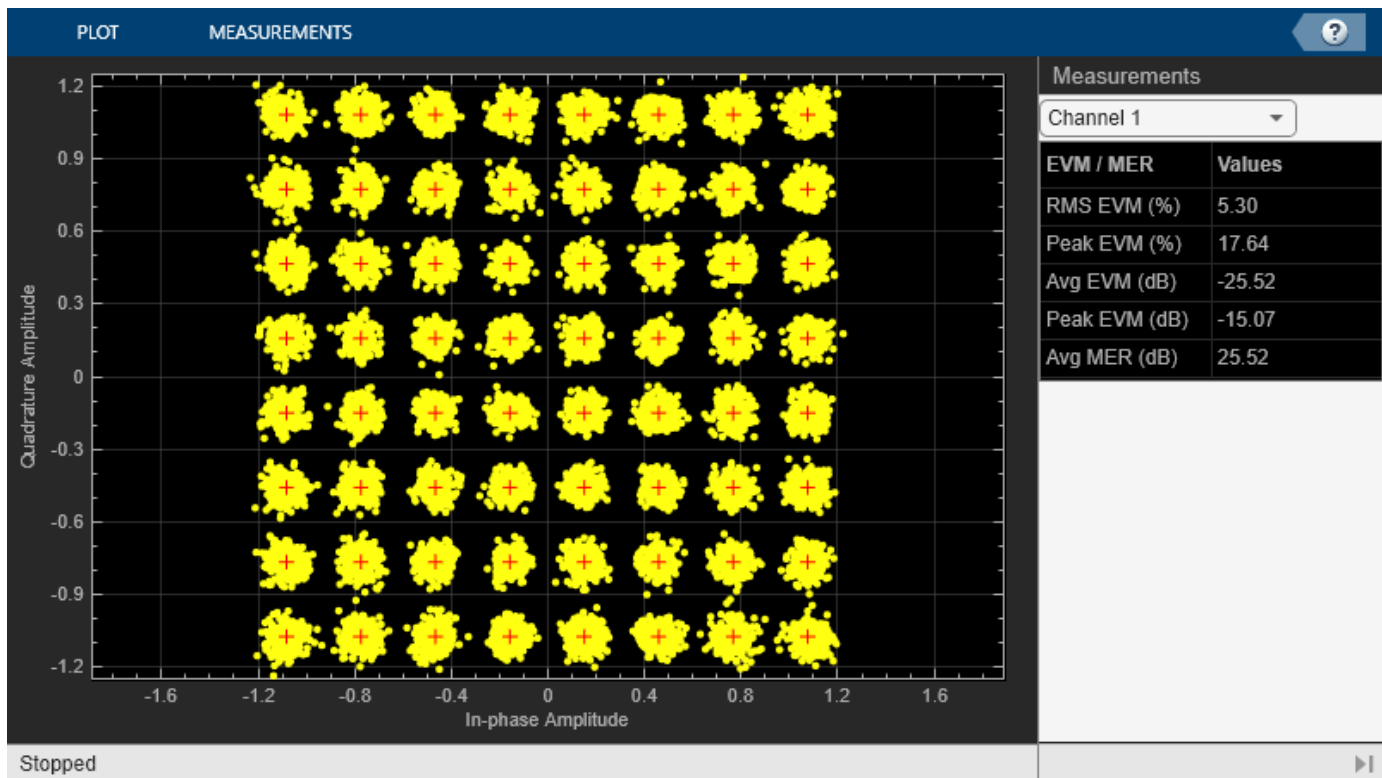 PLOT MEASUREMENTS ?
Measurements
Channel 1
EVM / MER Values
RMS EVM (%) 5.30
Peak EVM (%) 17.64
Avg EVM (dB) -25.52
Peak EVM (dB) -15.07
Avg MER (dB) 25.52
Quadrature Amplitude
1.2
0.9
0.6
0.3
0
-0.3
-0.6
-0.9
-1.2
-1.6 -1.2 -0.8 -0.4 0 0.4 0.8 1.2 1.6
In-phase Amplitude
Stopped